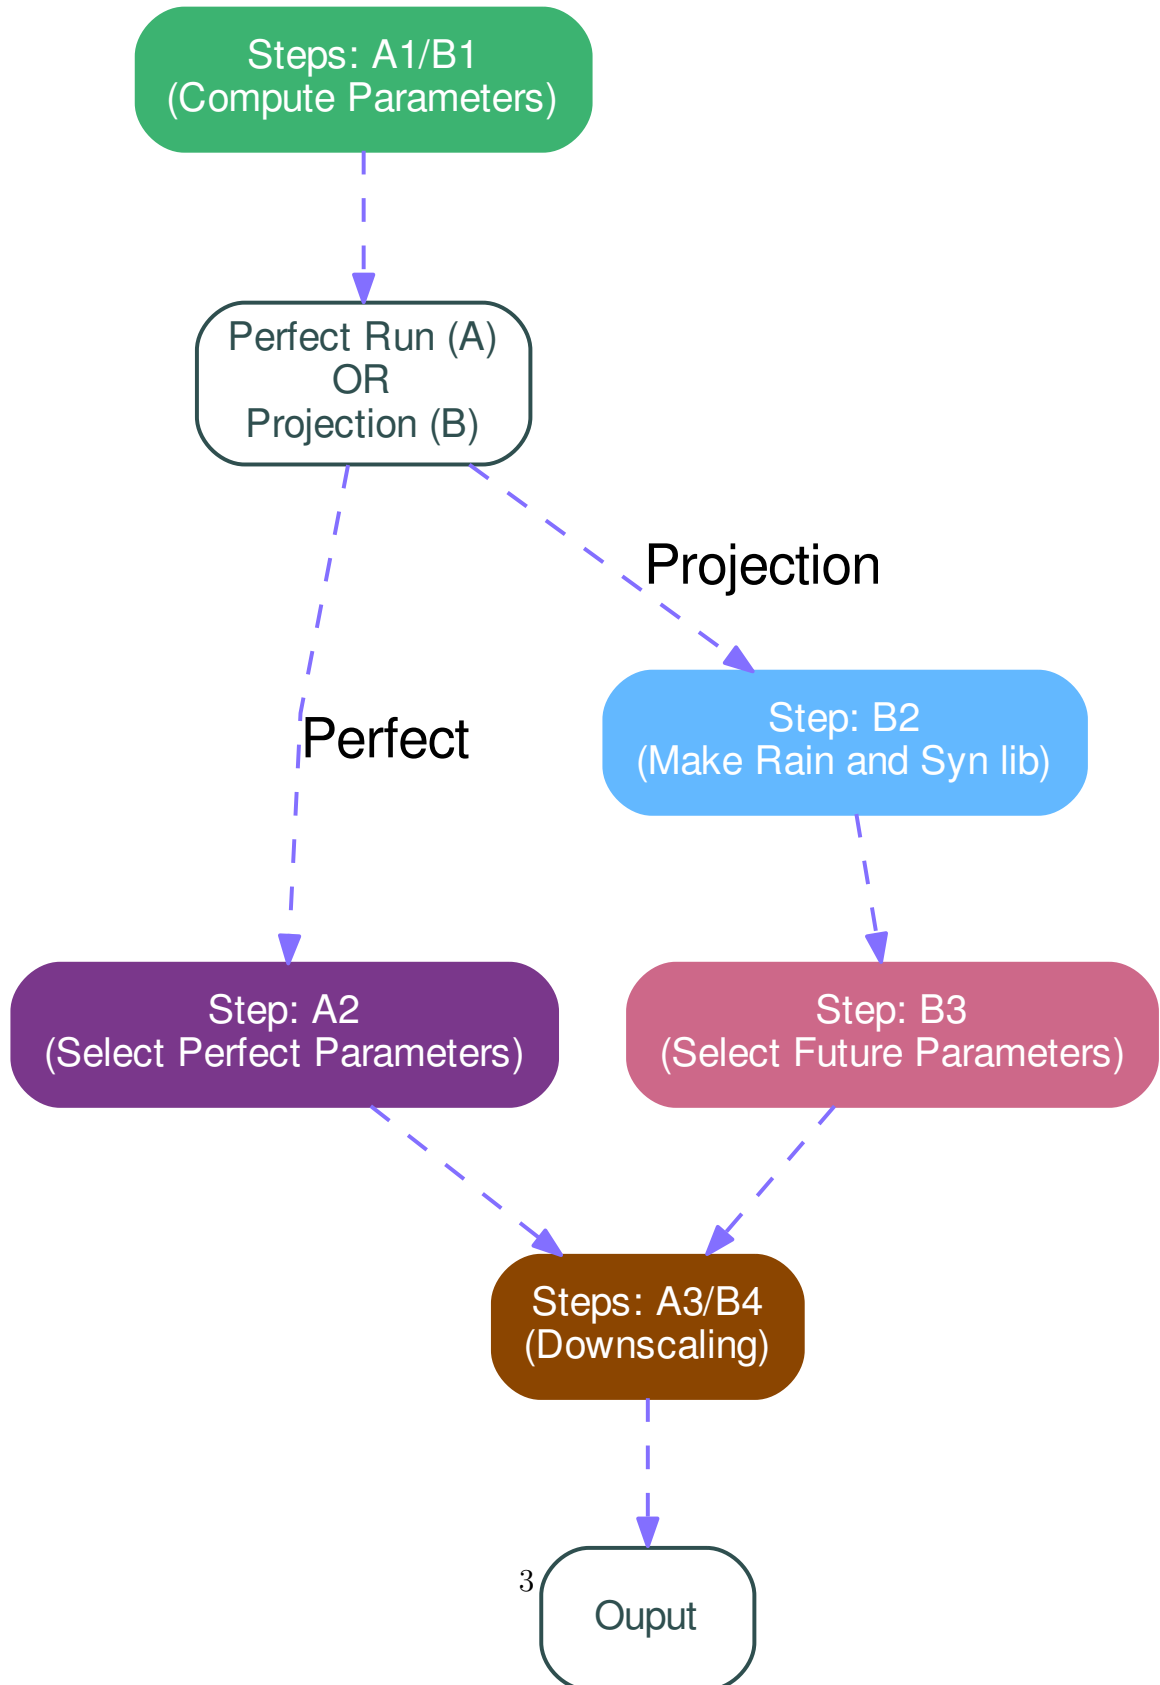 Steps: A1/B1
(Compute Parameters)
Perfect Run (A)
OR
Projection (B)
Projection
Perfect
Step: B2
(Make Rain and Syn lib)
Step: A2
(Select Perfect Parameters)
Step: B3
(Select Future Parameters)
Steps: A3/B4
(Downscaling)
3
Ouput